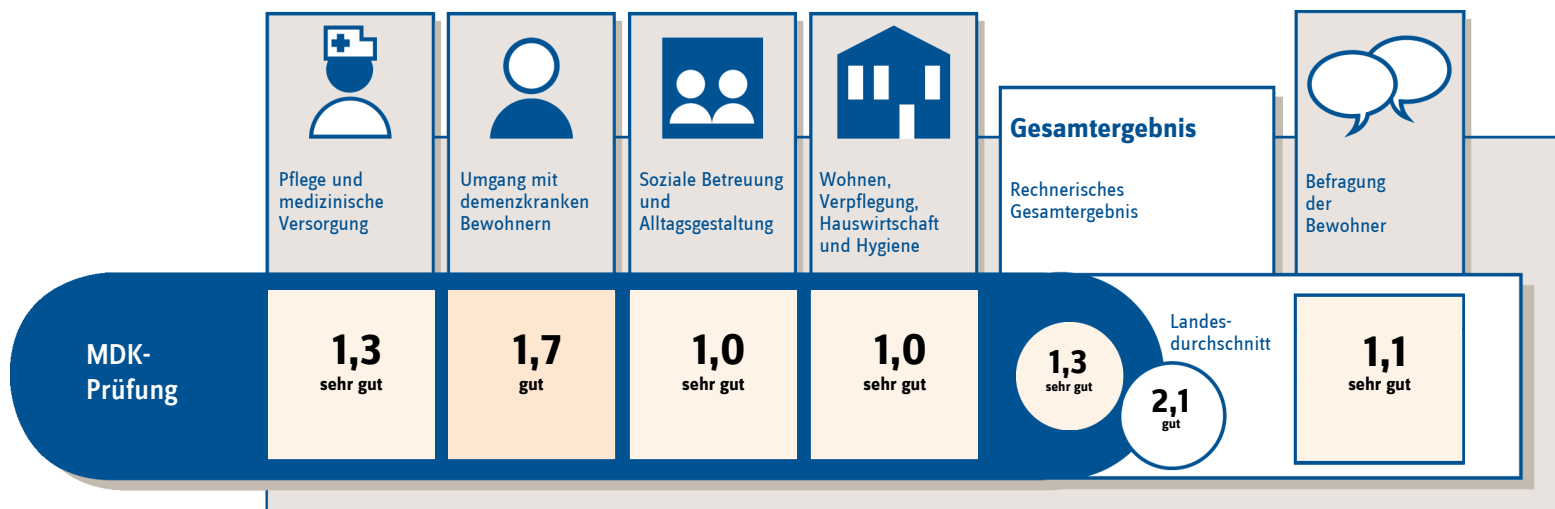 Pflege und
medizinische
Versorgung
Umgang mit
demenzkranken
Bewohnern
Soziale Betreuung
und
Alltagsgestaltung
Wohnen,
Verpflegung,
Hauswirtschaft
und Hygiene
Gesamtergebnis
Rechnerisches
Gesamtergebnis
Befragung
der
Bewohner
MDK-
Prüfung
1,3
sehr gut
1,7
gut
1,0
sehr gut
1,0
sehr gut
1,3
sehr gut
Landes-
durchschnitt
2,1
gut
1,1
sehr gut